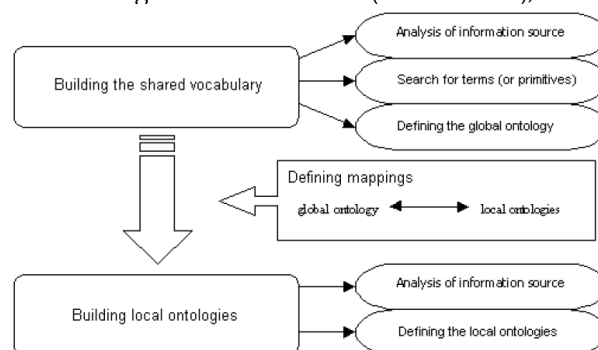 Analysis of information source
Building the shared vocabulary
Search for terms (or primitives)
Defining the global ontology
Defining mappings
global ontology
local ontologies
Analysis of information source
Building local ontologies
Defining the local ontologies